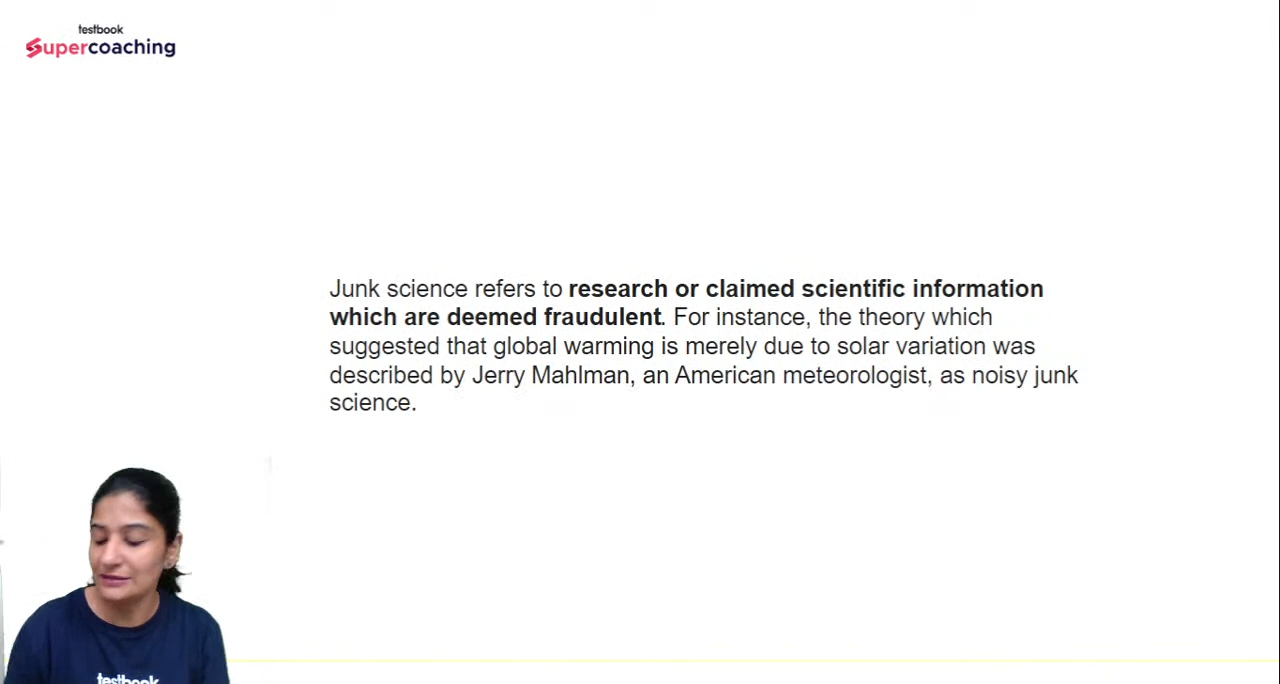 testbook
Supercoaching
Junk science refers to research or claimed scientific information
which are deemed fraudulent. For instance, the theory which
suggested that global warming is merely due to solar variation was
described by Jerry Mahlman, an American meteorologist, as noisy junk
science.
testbook